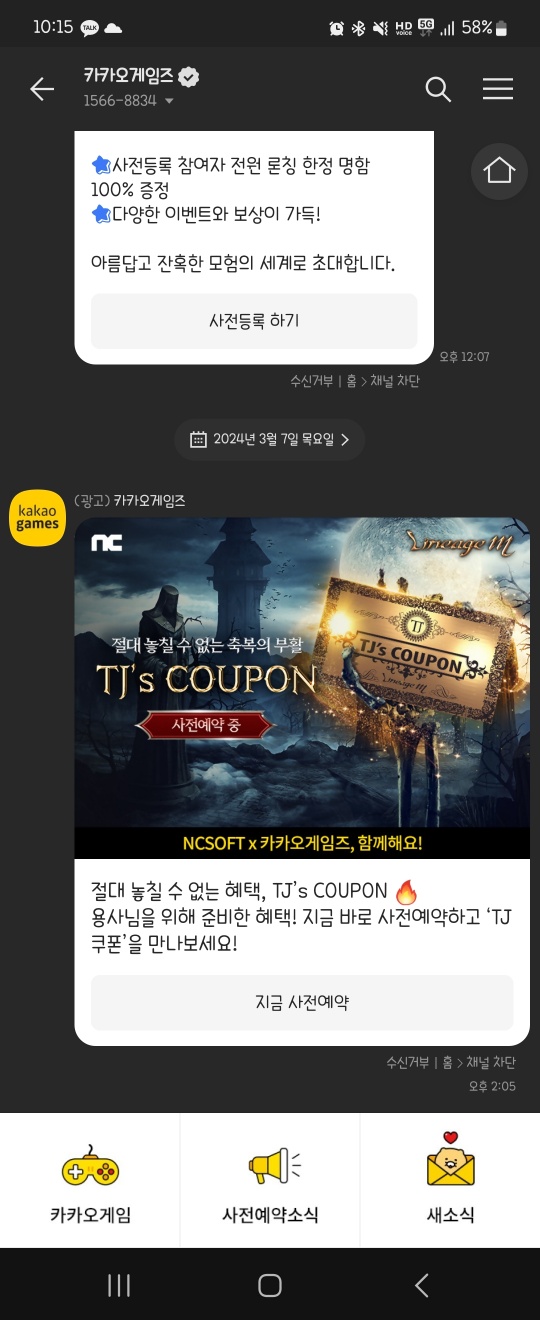 10:15 TALK HD voice 5G 58%
카카오게임즈
1566-8834
사전등록 참여자 전원 론칭 한정 명함
100% 증정
다양한 이벤트와 보상이 가득!
아름답고 잔혹한 모험의 세계로 초대합니다.
사전등록 하기
오후 12:07
수신거부 | 홈 > 채널 차단
2024년 3월 7일 목요일 >
kakao
games
(광고) 카카오게임즈
nc
Lineage M
절대 놓칠 수 없는 축복의 부활
TJ's COUPON
사전예약 중
TJ
TJ's COUPON
Lineage M
NCSOFT x 카카오게임즈, 함께해요!
절대 놓칠 수 없는 혜택, TJ's COUPON 🔥
용사님을 위해 준비한 혜택! 지금 바로 사전예약하고 ‘TJ
쿠폰’을 만나보세요!
지금 사전예약
수신거부 | 홈 > 채널 차단
오후 2:05
카카오게임
사전예약소식
새소식